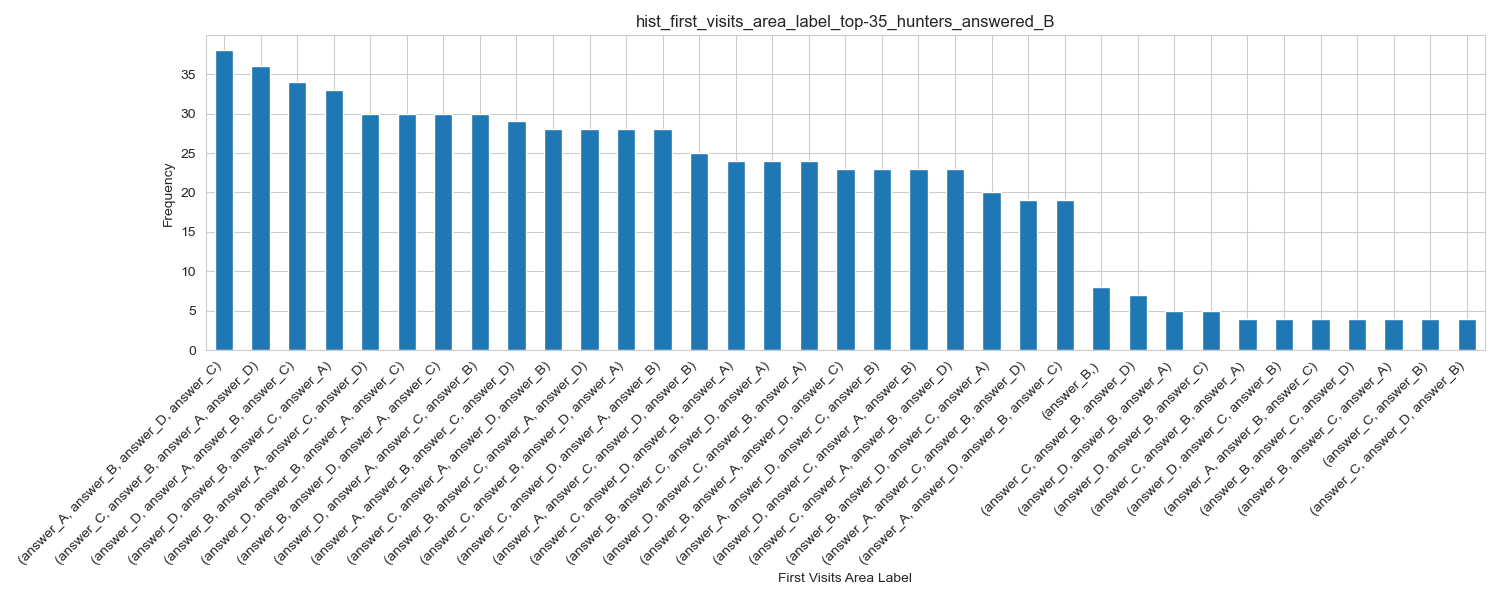 hist_first_visits_area_label_top-35_hunters_answered_B
Frequency
35
30
25
20
15
10
5
0
(answer_A, answer_B, answer_D, answer_C)
(answer_C, answer_B, answer_A, answer_D)
(answer_D, answer_A, answer_B, answer_C)
(answer_D, answer_B, answer_C, answer_A)
(answer_B, answer_A, answer_C, answer_D)
(answer_D, answer_B, answer_A, answer_C)
(answer_B, answer_D, answer_A, answer_C)
(answer_D, answer_A, answer_C, answer_B)
(answer_A, answer_B, answer_C, answer_D)
(answer_C, answer_A, answer_D, answer_B)
(answer_B, answer_C, answer_A, answer_D)
(answer_C, answer_B, answer_D, answer_A)
(answer_C, answer_D, answer_A, answer_B)
(answer_A, answer_C, answer_D, answer_B)
(answer_C, answer_D, answer_B, answer_A)
(answer_B, answer_C, answer_D, answer_A)
(answer_D, answer_C, answer_B, answer_A)
(answer_B, answer_A, answer_D, answer_C)
(answer_A, answer_D, answer_C, answer_B)
(answer_D, answer_C, answer_A, answer_B)
(answer_C, answer_A, answer_B, answer_D)
(answer_B, answer_D, answer_C, answer_A)
(answer_A, answer_C, answer_B, answer_D)
(answer_A, answer_D, answer_B, answer_C)
(answer_B,)
(answer_C, answer_B, answer_D)
(answer_D, answer_B, answer_A)
(answer_D, answer_B, answer_C)
(answer_C, answer_B, answer_A)
(answer_D, answer_C, answer_B)
(answer_A, answer_B, answer_C)
(answer_B, answer_C, answer_D)
(answer_B, answer_C, answer_A)
(answer_C, answer_B)
(answer_C, answer_D, answer_B)
First Visits Area Label